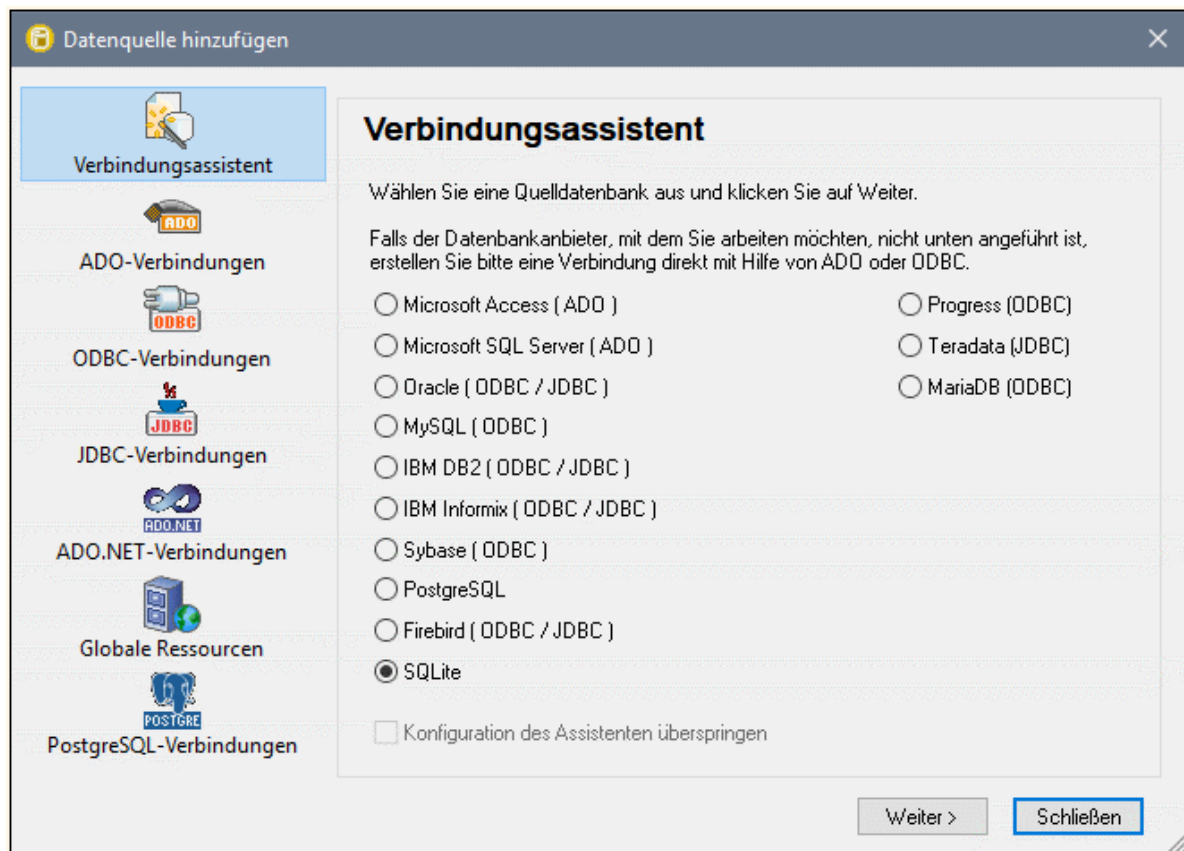 Datenquelle hinzufügen
Verbindungsassistent
ADO
ADO-Verbindungen
ODBC
ODBC-Verbindungen
JDBC
JDBC-Verbindungen
ADO.NET
ADO.NET-Verbindungen
Globale Ressourcen
POSTGRE
PostgreSQL-Verbindungen
Verbindungsassistent
Wählen Sie eine Quelldatenbank aus und klicken Sie auf Weiter.
Falls der Datenbankanbieter, mit dem Sie arbeiten möchten, nicht unten angeführt ist,
erstellen Sie bitte eine Verbindung direkt mit Hilfe von ADO oder ODBC.
Microsoft Access ( ADO )
Microsoft SQL Server ( ADO )
Oracle ( ODBC / JDBC )
MySQL ( ODBC )
IBM DB2 ( ODBC / JDBC )
IBM Informix ( ODBC / JDBC )
Sybase ( ODBC )
PostgreSQL
Firebird ( ODBC / JDBC )
SQLite
Progress (ODBC)
Teradata (JDBC)
MariaDB (ODBC)
Konfiguration des Assistenten überspringen
Weiter >
Schließen